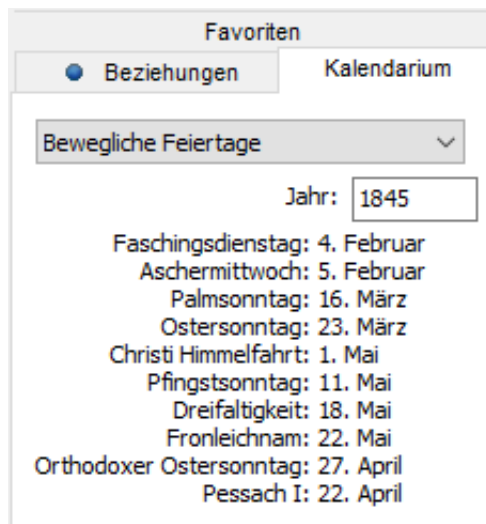 Favoriten
Beziehungen Kalendarium
Bewegliche Feiertage
Jahr: 1845
Faschingsdienstag: 4. Februar
Aschermittwoch: 5. Februar
Palmsonntag: 16. März
Ostersonntag: 23. März
Christi Himmelfahrt: 1. Mai
Pfingstsonntag: 11. Mai
Dreifaltigkeit: 18. Mai
Fronleichnam: 22. Mai
Orthodoxer Ostersonntag: 27. April
Pessach I: 22. April